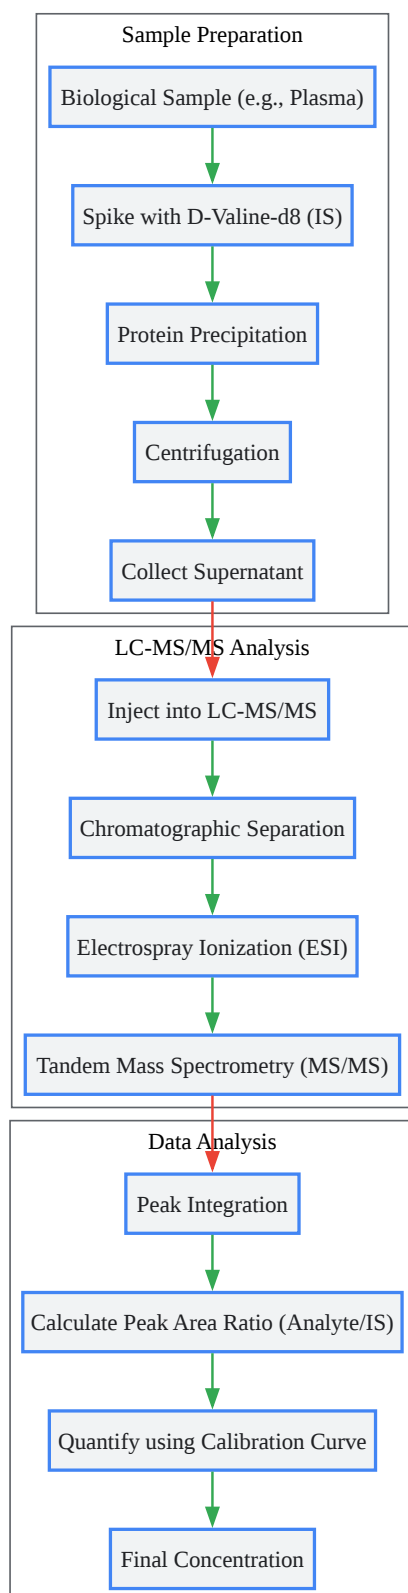 Sample Preparation
Biological Sample (e.g., Plasma)
Spike with D-Valine-d8 (IS)
Protein Precipitation
Centrifugation
Collect Supernatant
LC-MS/MS Analysis
Inject into LC-MS/MS
Chromatographic Separation
Electrospray Ionization (ESI)
Tandem Mass Spectrometry (MS/MS)
Data Analysis
Peak Integration
Calculate Peak Area Ratio (Analyte/IS)
Quantify using Calibration Curve
Final Concentration